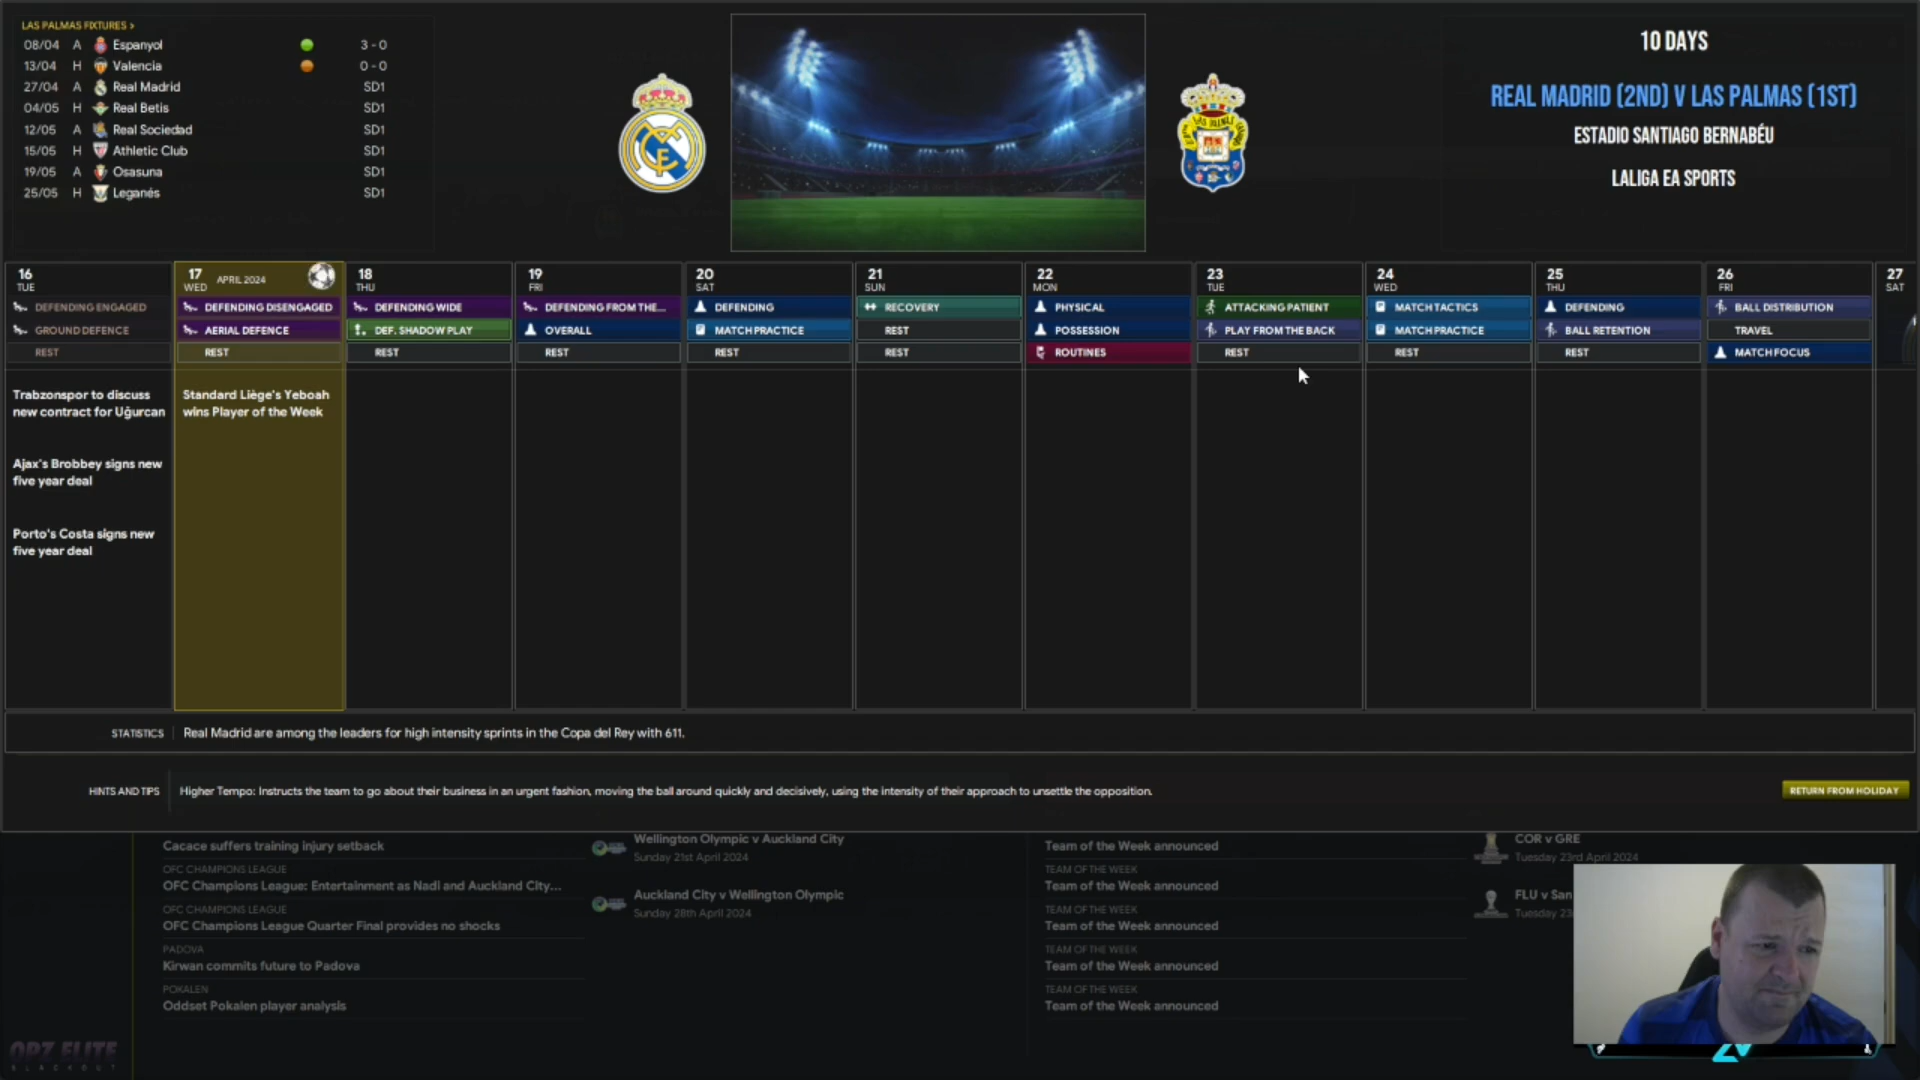 LAS PALMAS FIXTURES >
08/04 A Espanyol 3 - 0
13/04 H Valencia 0 - 0
27/04 A Real Madrid SD1
04/05 H Real Betis SD1
12/05 A Real Sociedad SD1
15/05 H Athletic Club SD1
19/05 A Osasuna SD1
25/05 H Leganés SD1
10 DAYS
REAL MADRID (2ND) V LAS PALMAS (1ST)
ESTADIO SANTIAGO BERNABÉU
LALIGA EA SPORTS
16 TUE
DEFENDING ENGAGED
GROUND DEFENCE
REST
Trabzonspor to discuss
new contract for Uğurcan
Ajax's Brobbey signs new
five year deal
Porto's Costa signs new
five year deal
17 WED APRIL 2024
DEFENDING DISENGAGED
AERIAL DEFENCE
REST
Standard Liège's Yeboah
wins Player of the Week
18 THU
DEFENDING WIDE
DEF. SHADOW PLAY
REST
19 FRI
DEFENDING FROM THE...
OVERALL
REST
20 SAT
DEFENDING
MATCH PRACTICE
REST
21 SUN
RECOVERY
REST
REST
22 MON
PHYSICAL
POSSESSION
ROUTINES
23 TUE
ATTACKING PATIENT
PLAY FROM THE BACK
REST
24 WED
MATCH TACTICS
MATCH PRACTICE
REST
25 THU
DEFENDING
BALL RETENTION
REST
26 FRI
BALL DISTRIBUTION
TRAVEL
MATCH FOCUS
27 SAT
STATISTICS Real Madrid are among the leaders for high intensity sprints in the Copa del Rey with 611.
HINTS AND TIPS Higher Tempo: Instructs the team to go about their business in an urgent fashion, moving the ball around quickly and decisively, using the intensity of their approach to unsettle the opposition.
RETURN FROM HOLIDAY
Cacace suffers training injury setback
OFC CHAMPIONS LEAGUE
OFC Champions League: Entertainment as Nadi and Auckland City...
OFC CHAMPIONS LEAGUE
OFC Champions League Quarter Final provides no shocks
PADOVA
Kirwan commits future to Padova
POKALEN
Oddset Pokalen player analysis
Wellington Olympic v Auckland City
Sunday 21st April 2024
Auckland City v Wellington Olympic
Sunday 28th April 2024
Team of the Week announced
TEAM OF THE WEEK
Team of the Week announced
TEAM OF THE WEEK
Team of the Week announced
TEAM OF THE WEEK
Team of the Week announced
TEAM OF THE WEEK
Team of the Week announced
COR v GRE
Tuesday 23rd April 2024
FLU v San
Tuesday 23
OPZ ELITE
BLACKOUT